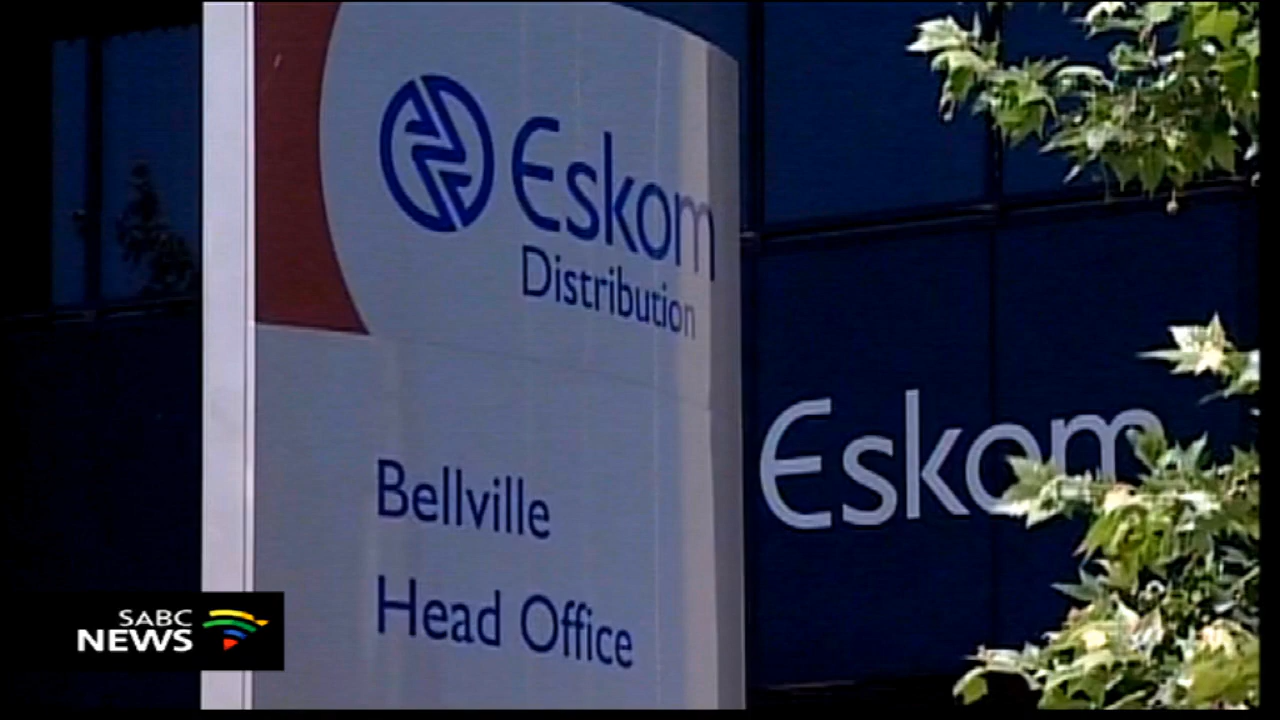 Eskom
Distribution
Bellville
Head Office
Eskom
SABC
NEWS